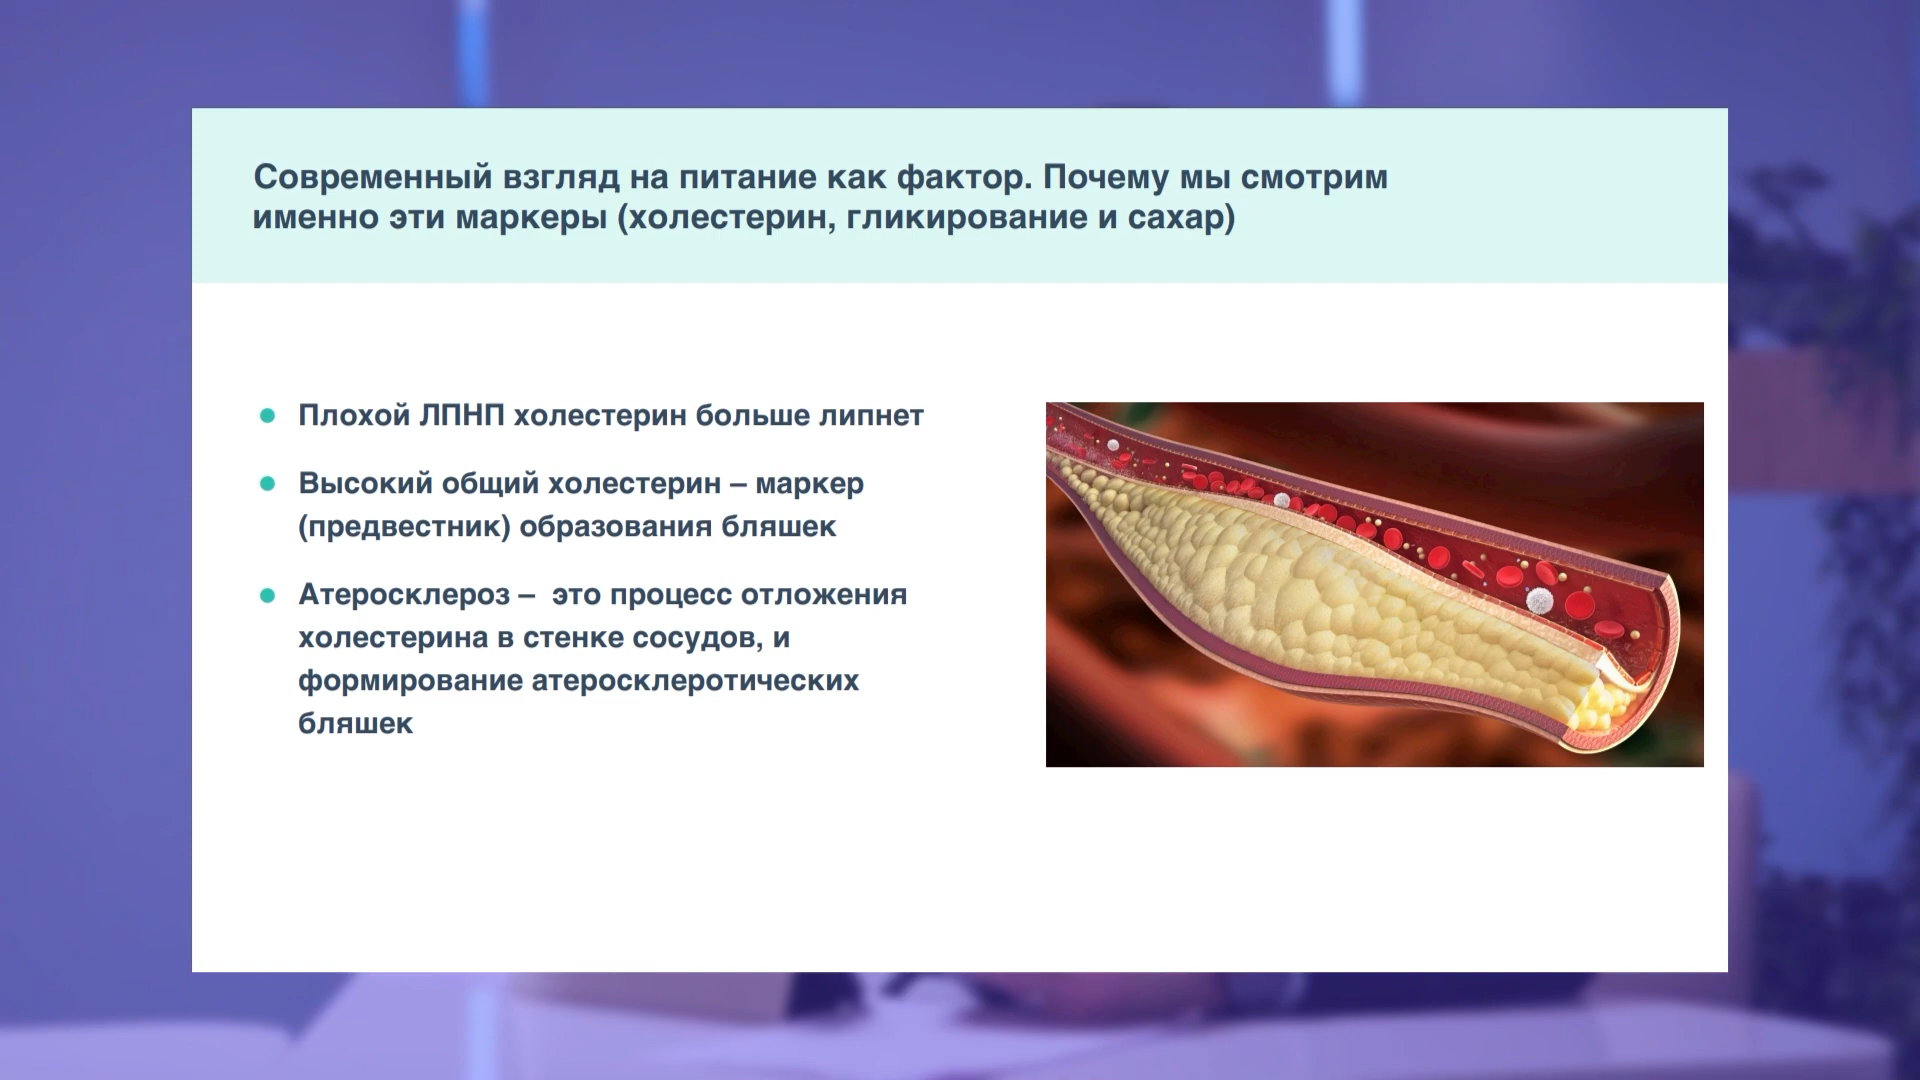 Современный взгляд на питание как фактор. Почему мы смотрим
именно эти маркеры (холестерин, гликирование и сахар)
Плохой ЛПНП холестерин больше липнет
Высокий общий холестерин – маркер
(предвестник) образования бляшек
Атеросклероз – это процесс отложения
холестерина в стенке сосудов, и
формирование атеросклеротических
бляшек